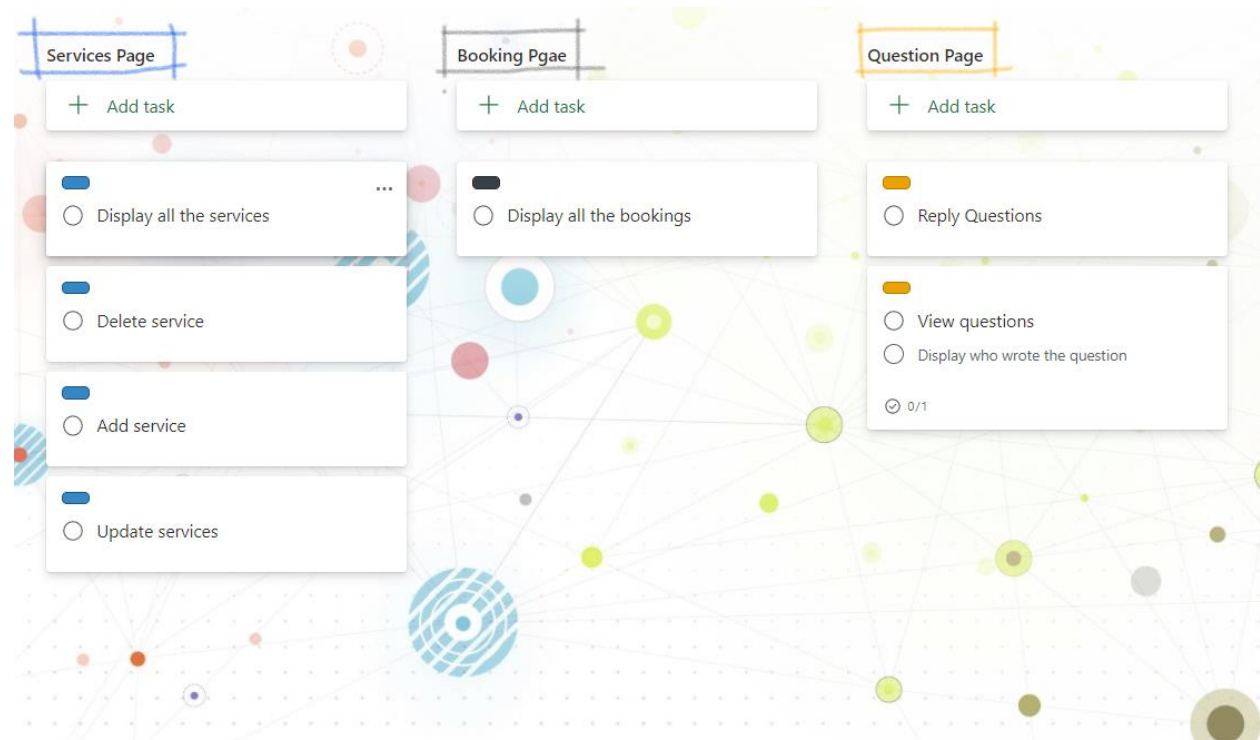 Services Page
+ Add task
Display all the services
Delete service
Add service
Update services
Booking Pgae
+ Add task
Display all the bookings
Question Page
+ Add task
Reply Questions
View questions
Display who wrote the question
0/1